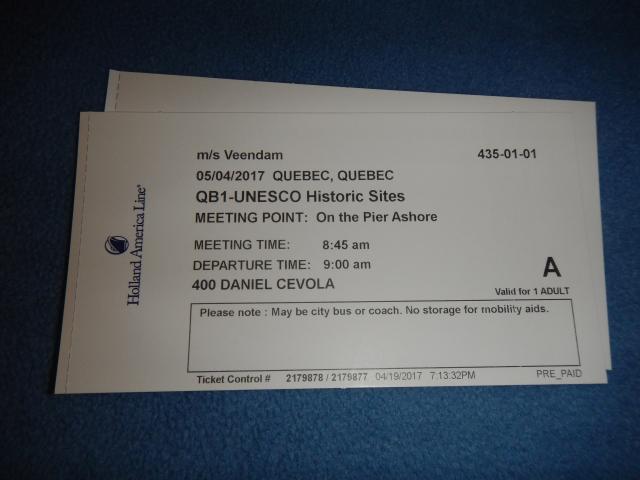 m/s Veendam 435-01-01
05/04/2017 QUEBEC, QUEBEC
QB1-UNESCO Historic Sites
MEETING POINT: On the Pier Ashore
MEETING TIME: 8:45 am
DEPARTURE TIME: 9:00 am
400 DANIEL CEVOLA
A
Valid for 1 ADULT
Please note : May be city bus or coach. No storage for mobility aids.
Ticket Control # 2179878 / 2179877 04/19/2017 7:13:32PM PRE_PAID
Holland America Line®